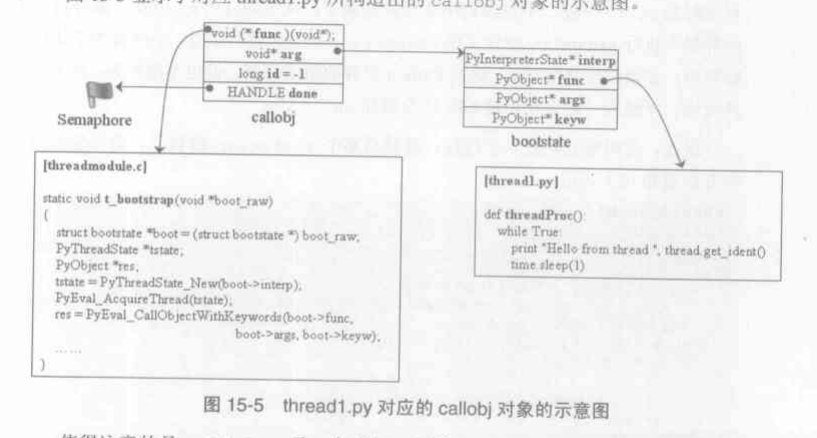 图 15-5 显示了对应 thread1.py 所构造出的 callobj 对象的示意图。
void (* func )(void*);
void* arg
long id = -1
HANDLE done
callobj
Semaphore
PyInterpreterState* interp
PyObject* func
PyObject* args
PyObject* keyw
bootstate
[threadmodule.c]
static void t_bootstrap(void *boot_raw)
{
struct bootstate *boot = (struct bootstate *) boot_raw;
PyThreadState *tstate;
PyObject *res;
tstate = PyThreadState_New(boot->interp);
PyEval_AcquireThread(tstate);
res = PyEval_CallObjectWithKeywords(boot->func,
boot->args, boot->keyw);
……
}
[thread1.py]
def threadProc():
while True:
print "Hello from thread ", thread.get_ident()
time.sleep(1)
图 15-5 thread1.py 对应的 callobj 对象的示意图